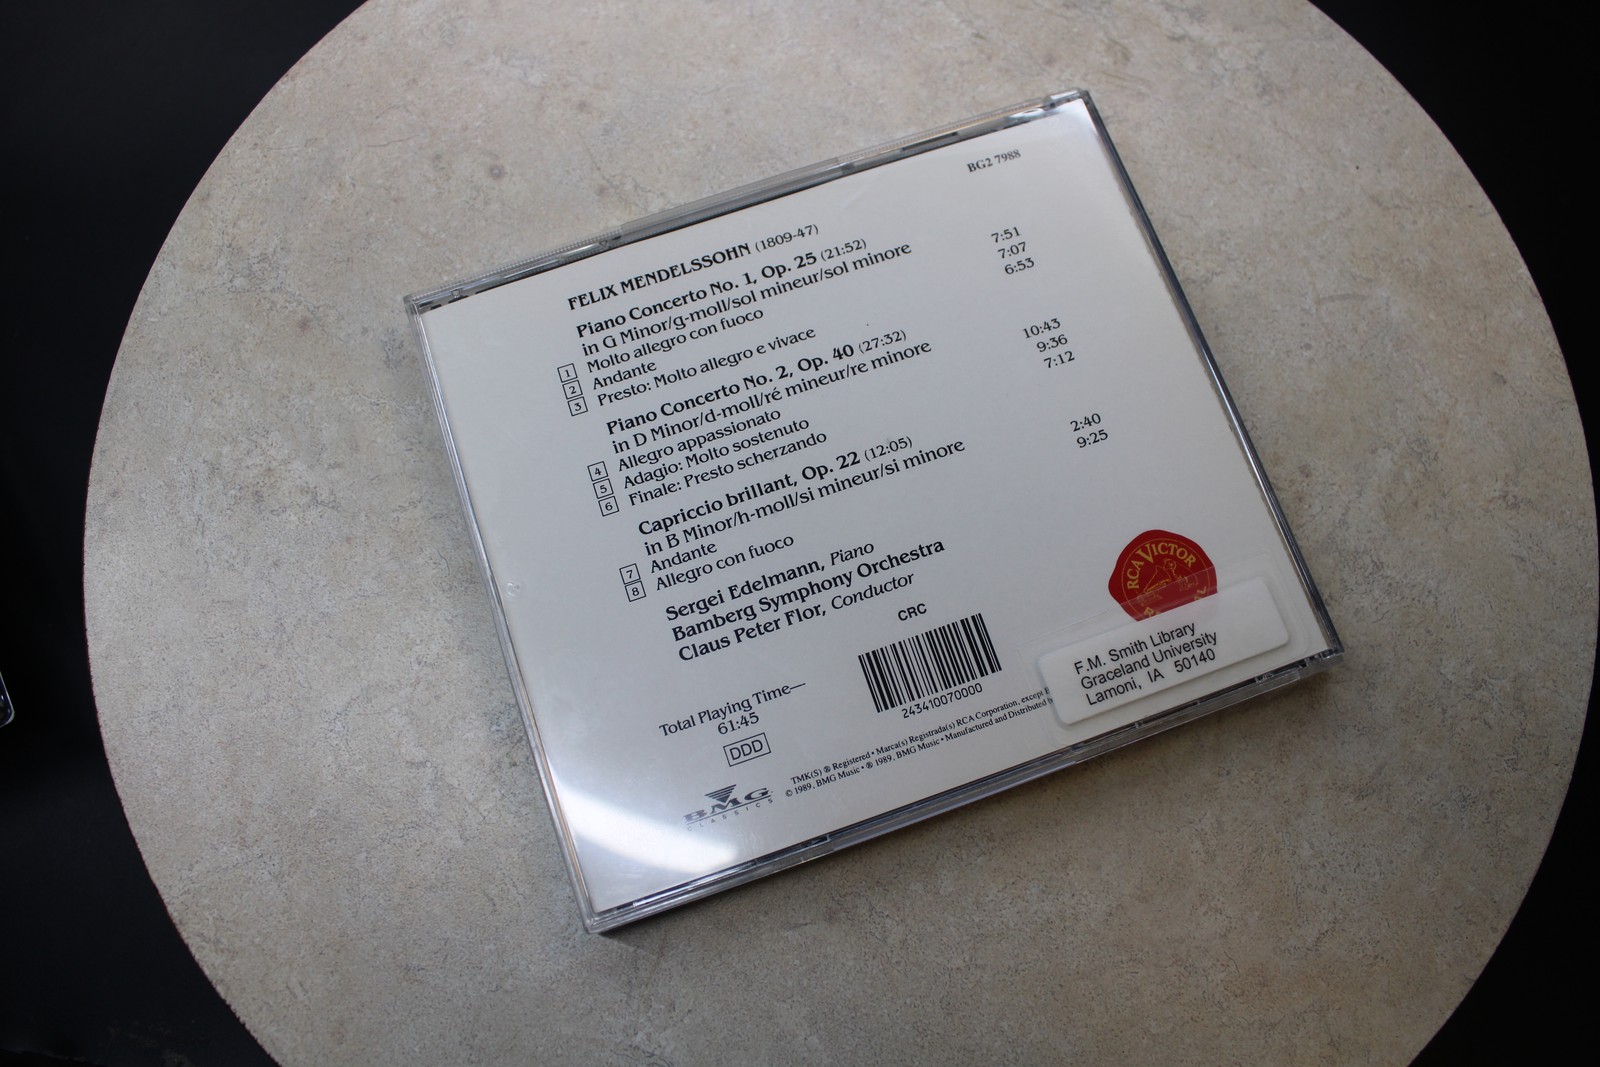 BG2 7988
FELIX MENDELSSOHN (1809-47)
Piano Concerto No. 1, Op. 25 (21:52)
in G Minor/g-moll/sol mineur/sol minore
1 Molto allegro con fuoco 7:51
2 Andante 7:07
3 Presto: Molto allegro e vivace 6:53
Piano Concerto No. 2, Op. 40 (27:32)
in D Minor/d-moll/ré mineur/re minore
4 Allegro appassionato 10:43
5 Adagio: Molto sostenuto 9:36
6 Finale: Presto scherzando 7:12
Capriccio brillant, Op. 22 (12:05)
in B Minor/h-moll/si mineur/si minore
7 Andante 2:40
8 Allegro con fuoco 9:25
Sergei Edelmann, Piano
Bamberg Symphony Orchestra
Claus Peter Flor, Conductor
CRC
243410070000
Total Playing Time—
61:45
DDD
BMG
CLASSICS
TMK(S) ® Registered • Marca(s) Registrada(s) RCA Corporation, except
© 1989, BMG Music • ℗ 1989, BMG Music • Manufactured and Distributed
RCA VICTOR
F.M. Smith Library
Graceland University
Lamoni, IA 50140